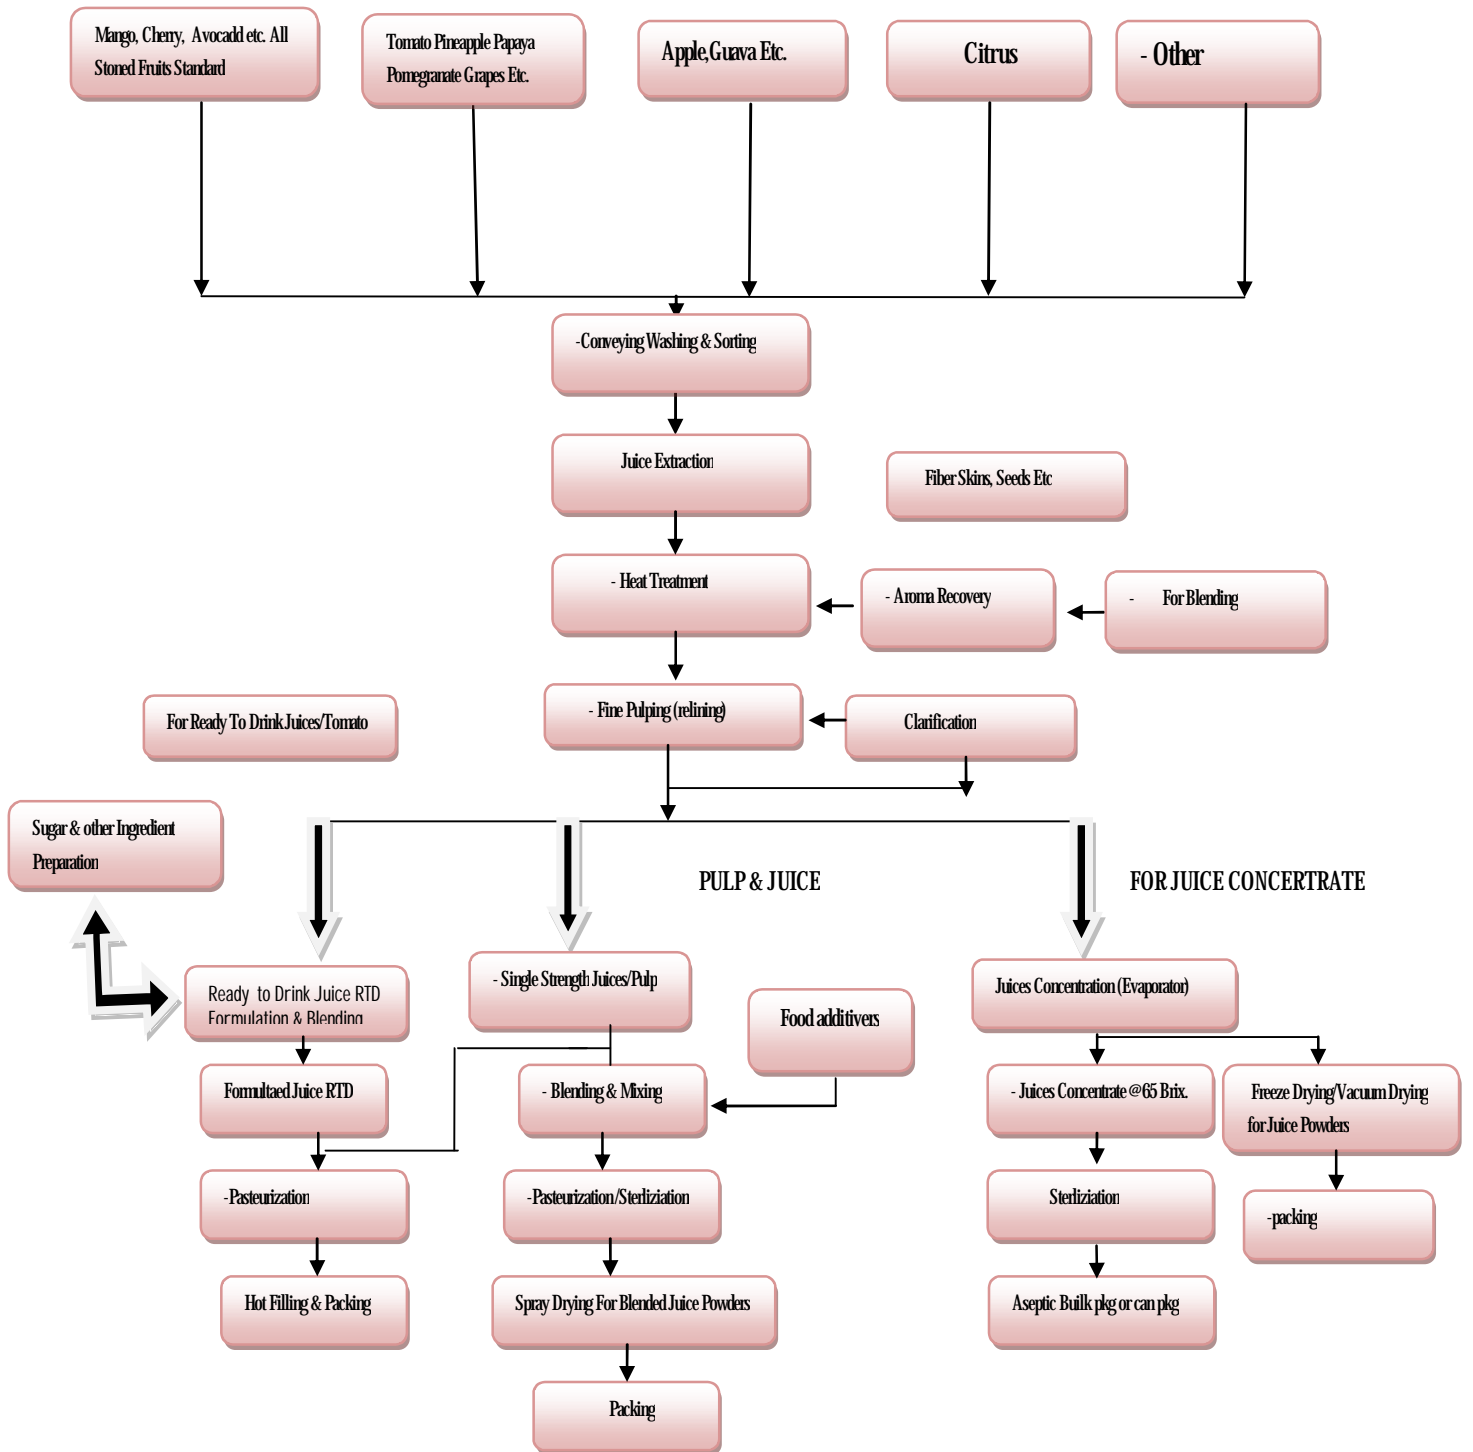 Mango, Cherry, Avocadd etc. All
Stoned Fruits Standard
Tomato Pineapple Papaya
Pomegranate Grapes Etc.
Apple,Guava Etc.
Citrus
- Other
-Conveying Washing & Sorting
Juice Extraction
Fiber Skins, Seeds Etc
- Heat Treatment
- Aroma Recovery
- For Blending
For Ready To Drink Juices/Tomato
- Fine Pulping (relining)
Clarification
Sugar & other Ingredient
Preparation
PULP & JUICE
FOR JUICE CONCERTRATE
Ready to Drink Juice RTD
Formulation & Blending
- Single Strength Juices/Pulp
Food additivers
Juices Concentration (Evaporator)
Formultaed Juice RTD
- Blending & Mixing
- Juices Concentrate @65 Brix.
Freeze Drying/Vacuum Drying
for Juice Powders
-Pasteurization
-Pasteurization/Sterliziation
Sterliziation
-packing
Hot Filling & Packing
Spray Drying For Blended Juice Powders
Aseptic Builk pkg or can pkg
Packing